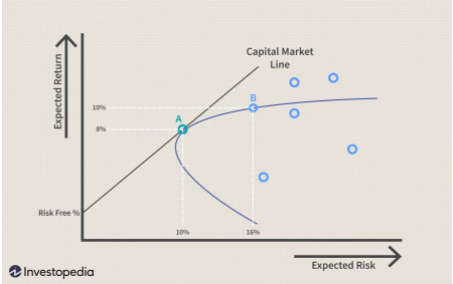 Capital Market
Line
Expected Return
B
10%
A
8%
Risk Free %
10%
16%
Expected Risk
Investopedia